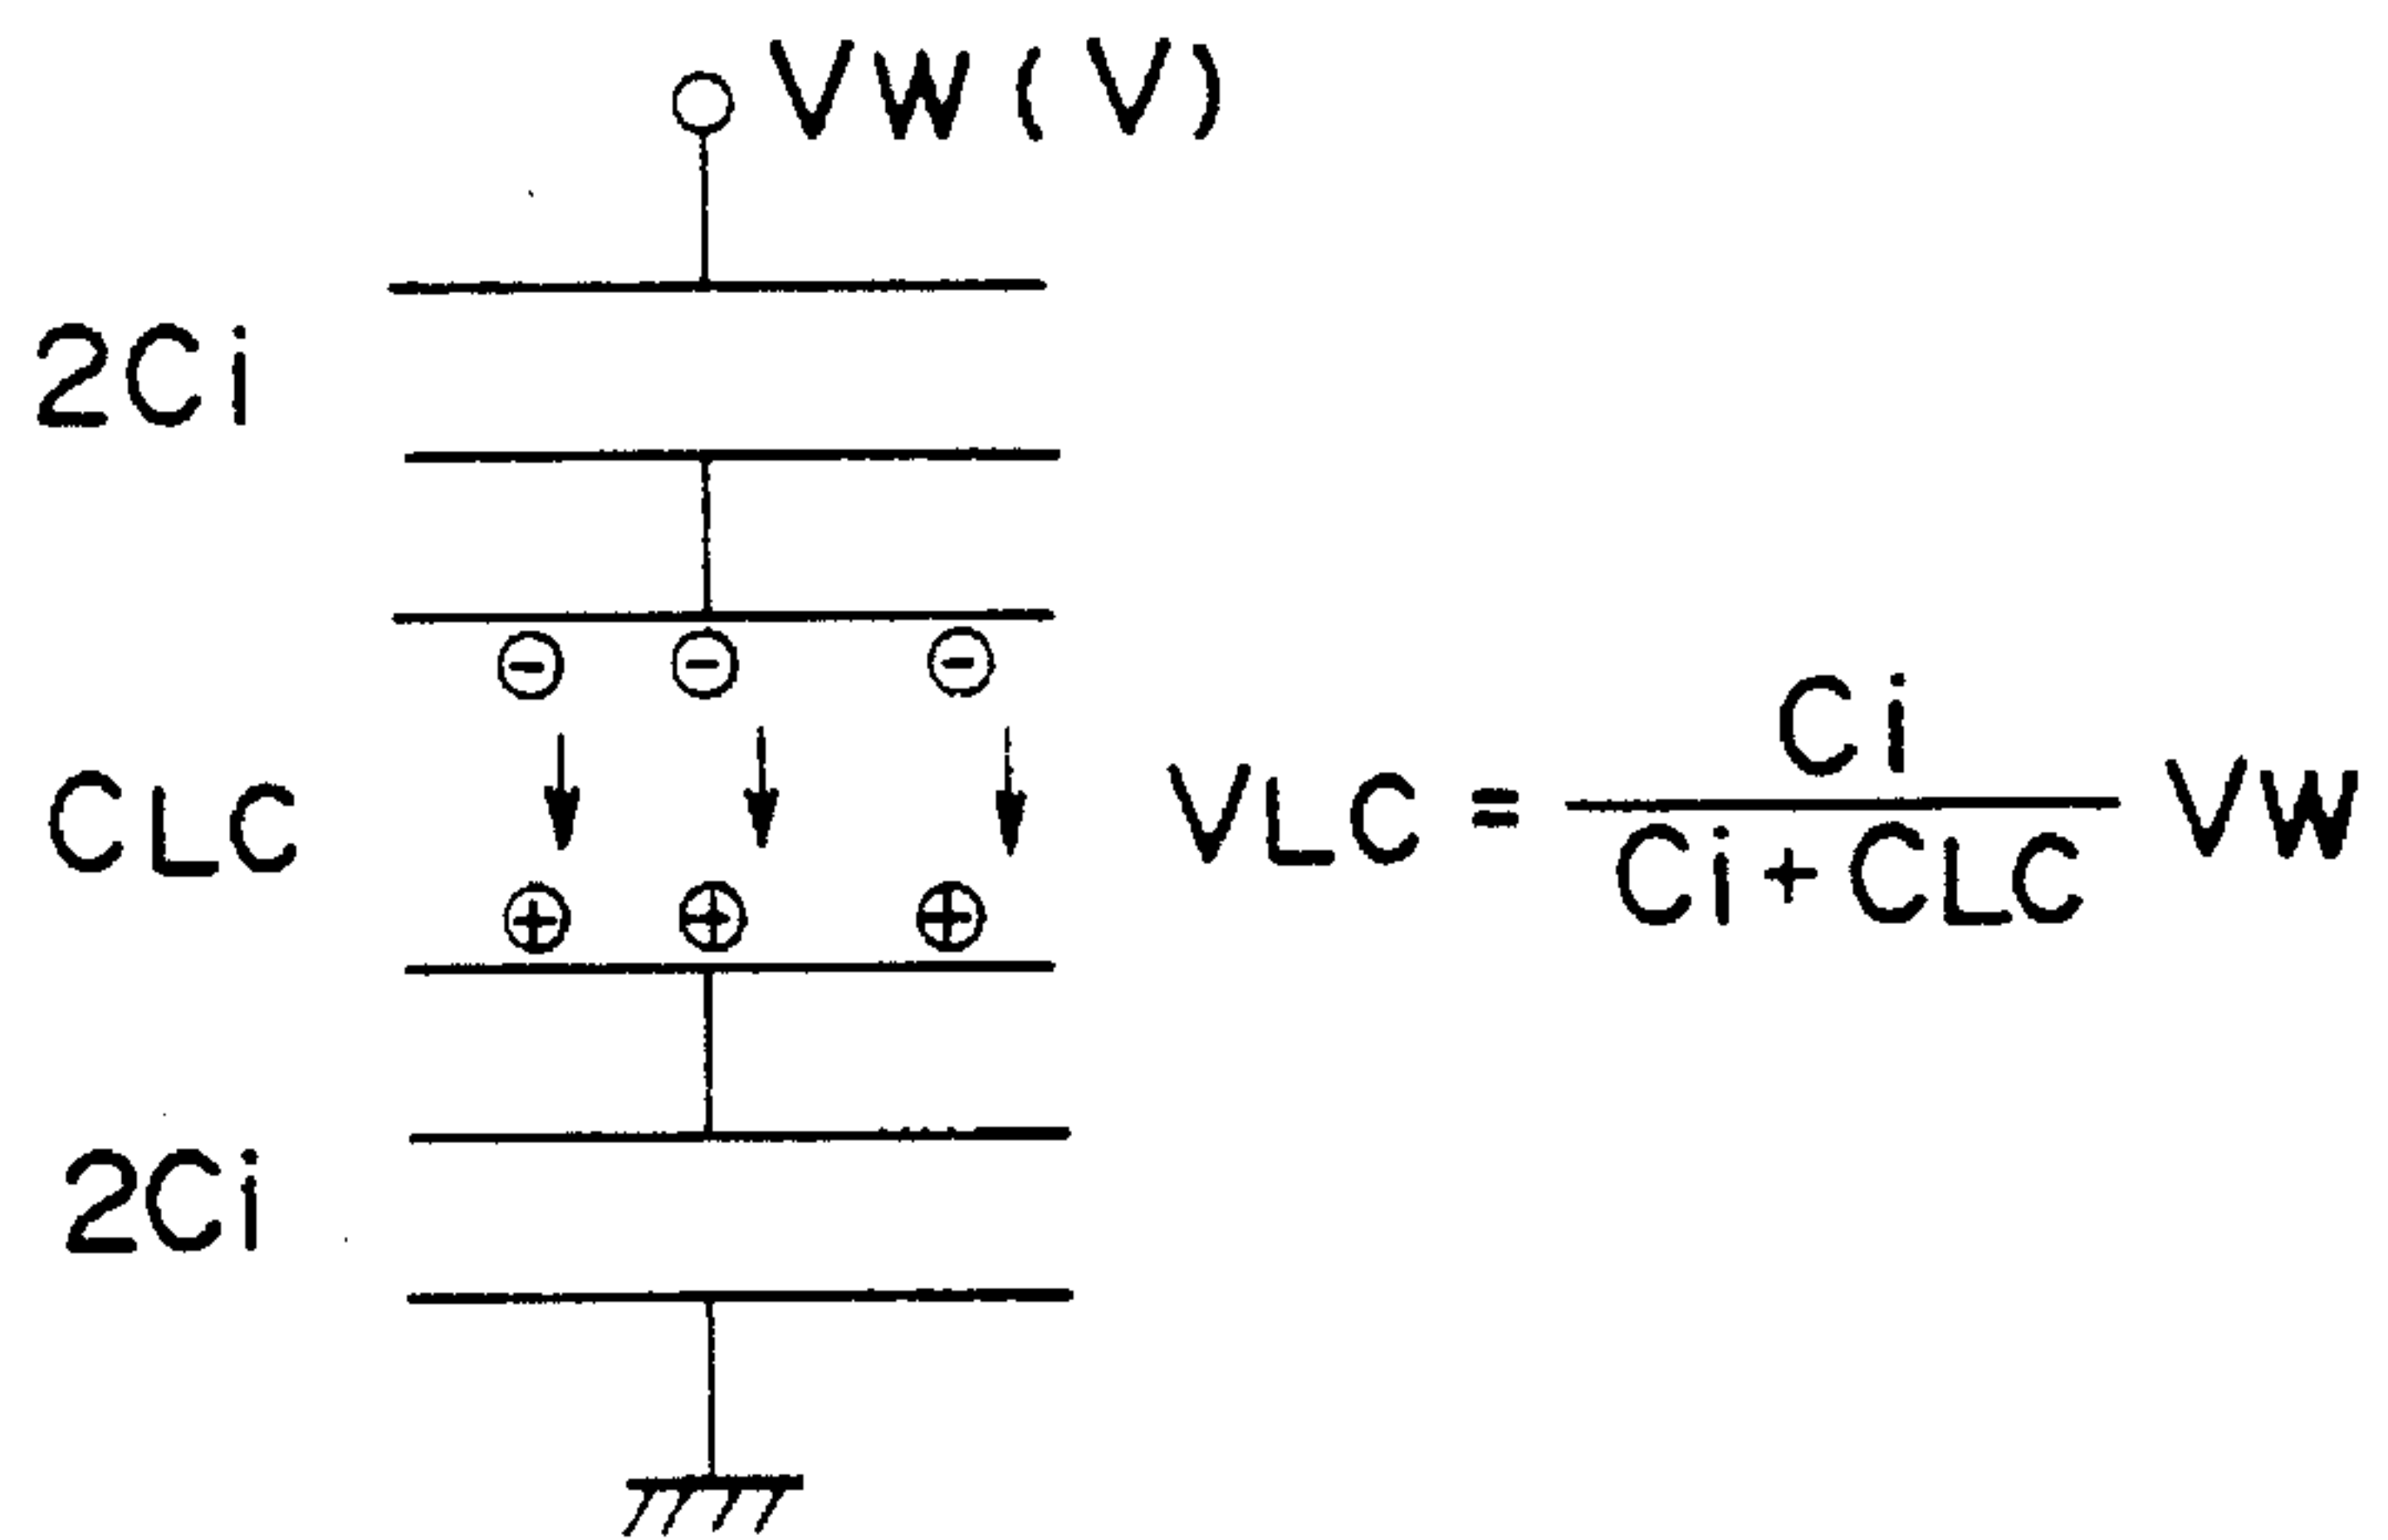 VW(V)
2Ci
⊖ ⊖ ⊖
CLC
VLC = Ci / Ci+CLC VW
⊕ ⊕ ⊕
2Ci